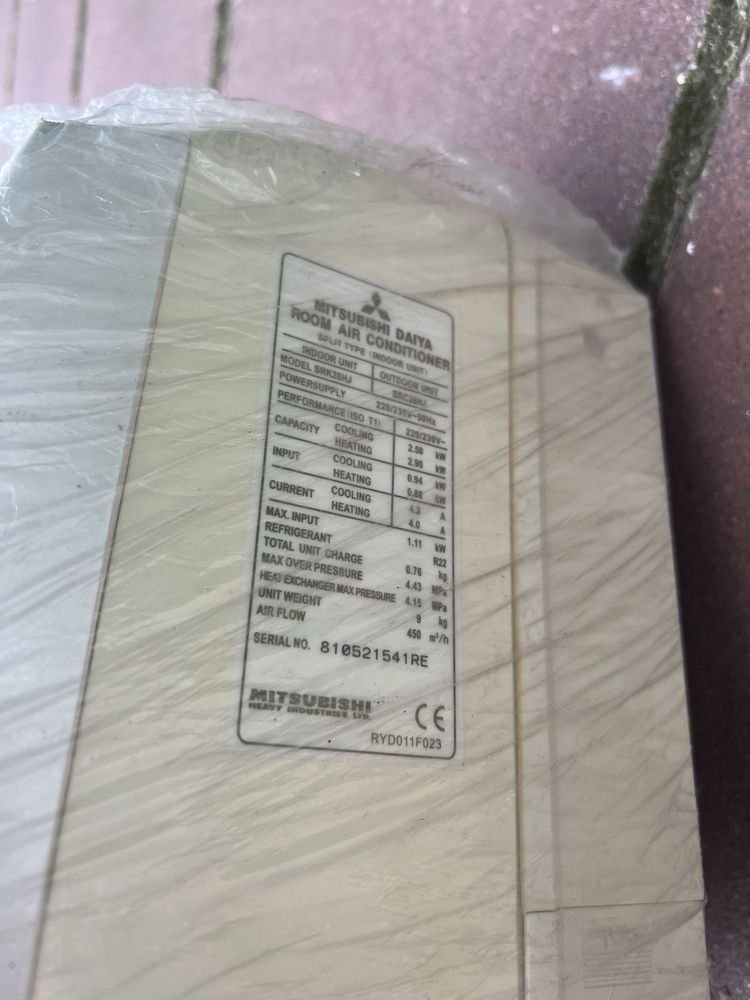 MITSUBISHI DAIYA
ROOM AIR CONDITIONER
SPLIT TYPE (INDOOR UNIT)
INDOOR UNIT OUTDOOR UNIT
MODEL SRK28HJ SRC28HJ
POWERSUPPLY 220/230V~50Hz
PERFORMANCE (ISO T1) 220/230V~
CAPACITY COOLING 2.50 kW
HEATING 2.90 kW
INPUT COOLING 0.94 kW
HEATING 0.88 kW
CURRENT COOLING 4.3 A
HEATING 4.0 A
MAX. INPUT 1.11 kW
REFRIGERANT R22
TOTAL UNIT CHARGE 0.76 kg
MAX OVER PRESSURE 4.43 MPa
HEAT EXCHANGER MAX PRESSURE 4.15 MPa
UNIT WEIGHT 9 kg
AIR FLOW 450 m³/h
SERIAL NO. 810521541RE
MITSUBISHI
HEAVY INDUSTRIES LTD.
CE
RYD011F023